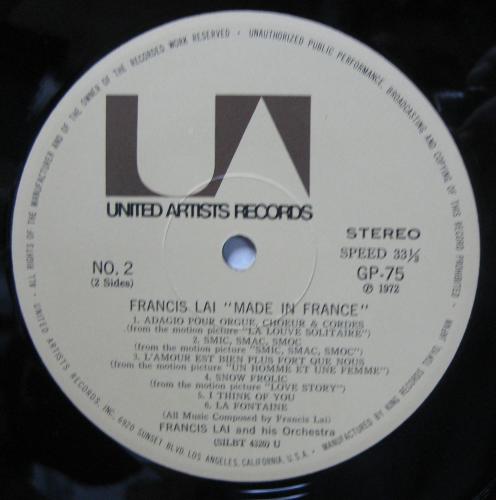 ALL RIGHTS OF THE MANUFACTURER AND OF THE OWNER OF THE RECORDED WORK RESERVED • UNAUTHORIZED PUBLIC PERFORMANCE, BROADCASTING AND COPYING OF THIS RECORD PROHIBITED •
UA
UNITED ARTISTS RECORDS
STEREO
SPEED 33⅓
NO. 2
(2 Sides)
GP-75
℗ 1972
FRANCIS LAI "MADE IN FRANCE"
1. ADAGIO POUR ORGUE, CHOEUR & CORDES
(from the motion picture "LA LOUVE SOLITAIRE")
2. SMIC, SMAC, SMOC
(from the motion picture "SMIC, SMAC, SMOC")
3. L'AMOUR EST BIEN PLUS FORT QUE NOUS
(from the motion picture "UN HOMME ET UNE FEMME")
4. SNOW FROLIC
(from the motion picture "LOVE STORY")
5. I THINK OF YOU
6. LA FONTAINE
(All Music Composed by Francis Lai)
FRANCIS LAI and his Orchestra
(SILBT 4326) U
UNITED ARTISTS RECORDS, INC. 6920 SUNSET BLVD. LOS ANGELES, CALIFORNIA, U.S.A. • MANUFACTURED BY KING RECORDS TOKYO, JAPAN